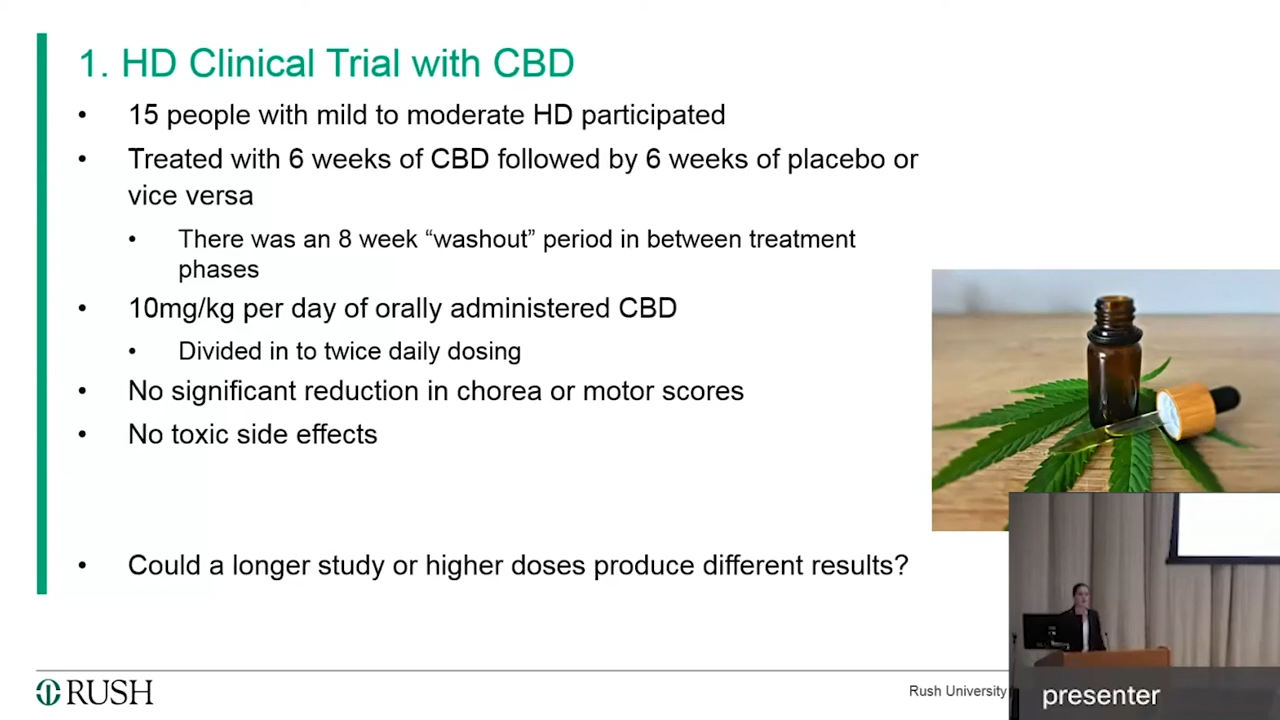 1. HD Clinical Trial with CBD
• 15 people with mild to moderate HD participated
• Treated with 6 weeks of CBD followed by 6 weeks of placebo or
vice versa
• There was an 8 week “washout” period in between treatment
phases
• 10mg/kg per day of orally administered CBD
• Divided in to twice daily dosing
• No significant reduction in chorea or motor scores
• No toxic side effects
• Could a longer study or higher doses produce different results?
RUSH
Rush University
presenter